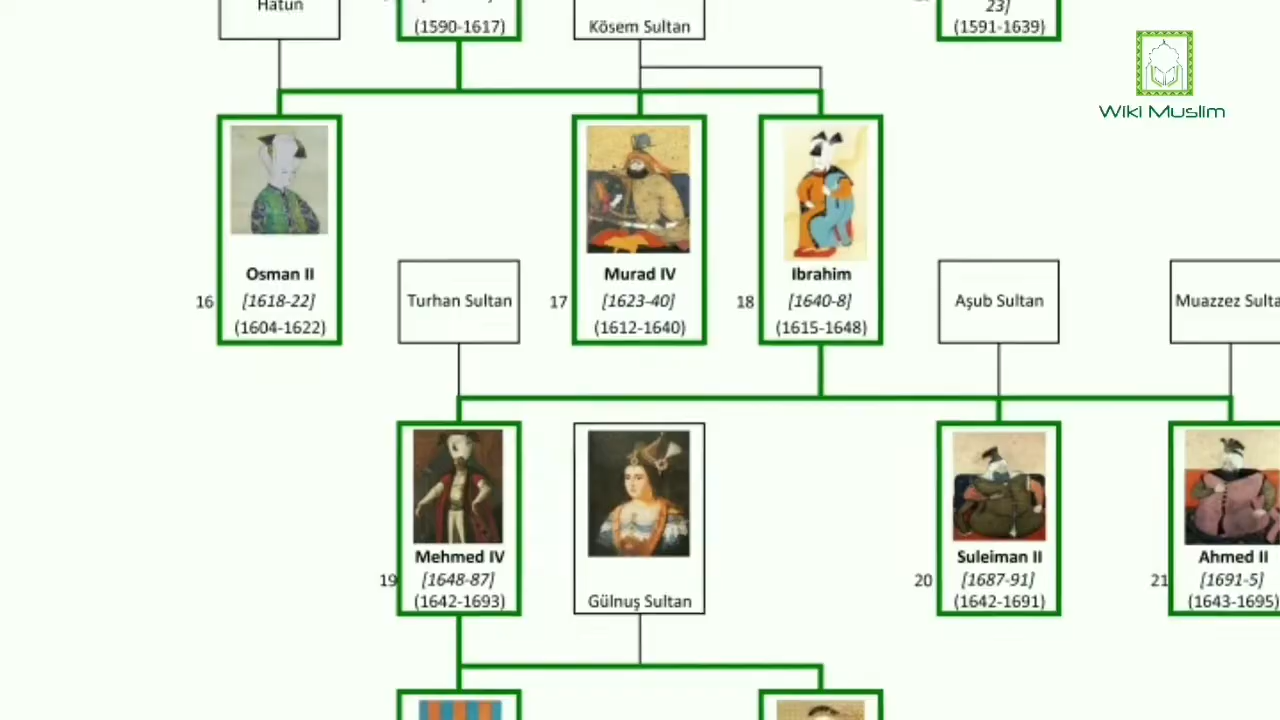 Hatun
(1590-1617)
Kösem Sultan
23]
(1591-1639)
Wiki Muslim
16
Osman II
[1618-22]
(1604-1622)
Turhan Sultan
17
Murad IV
[1623-40]
(1612-1640)
18
Ibrahim
[1640-8]
(1615-1648)
Aşub Sultan
Muazzez Sulta
19
Mehmed IV
[1648-87]
(1642-1693)
Gülnuş Sultan
20
Suleiman II
[1687-91]
(1642-1691)
21
Ahmed II
[1691-5]
(1643-1695)